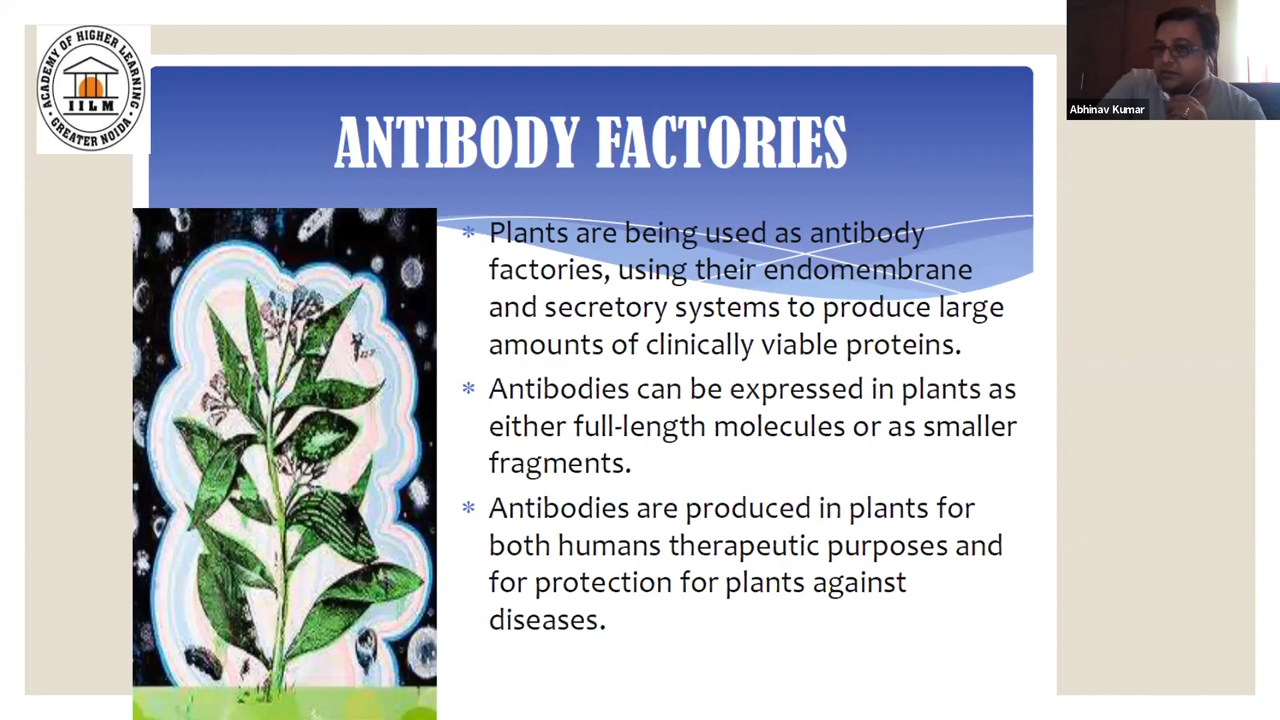 ACADEMY OF HIGHER LEARNING
IILM
GREATER NOIDA
Abhinav Kumar
ANTIBODY FACTORIES
* Plants are being used as antibody
factories, using their endomembrane
and secretory systems to produce large
amounts of clinically viable proteins.
* Antibodies can be expressed in plants as
either full-length molecules or as smaller
fragments.
* Antibodies are produced in plants for
both humans therapeutic purposes and
for protection for plants against
diseases.